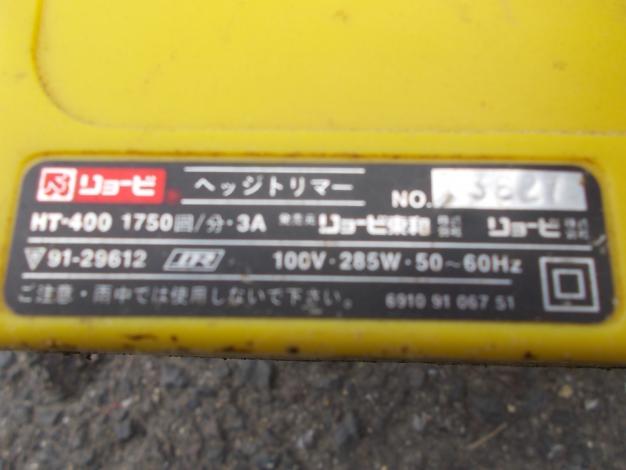 リョービ ヘッジトリマー NO. 3621
HT-400 1750回/分・3A 発売元 リョービ東和 株式会社 リョービ 株式会社
▽91-29612 100V・285W・50～60Hz
ご注意・雨中では使用しないで下さい。 6910 91 067 51